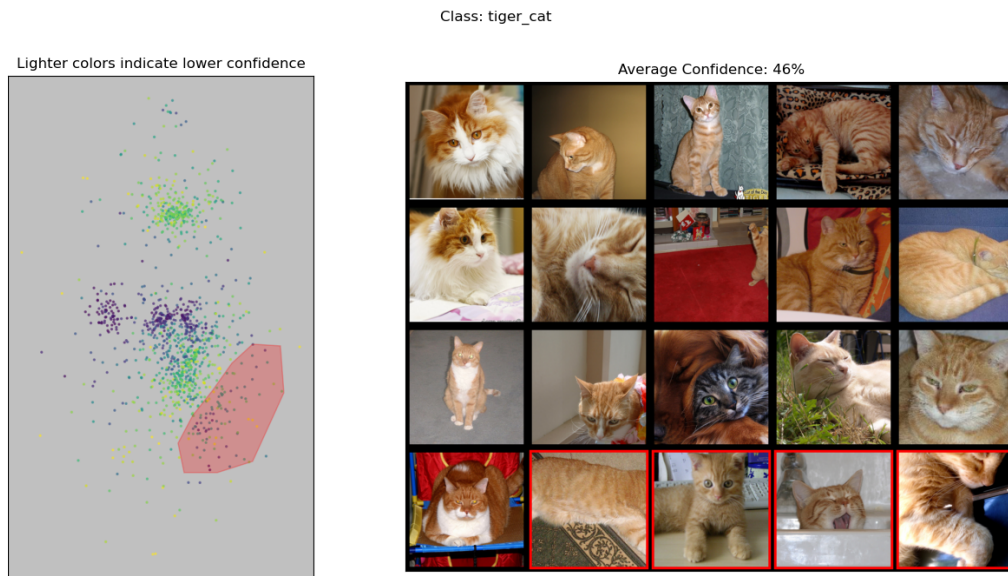 Class: tiger_cat
Lighter colors indicate lower confidence
Average Confidence: 46%